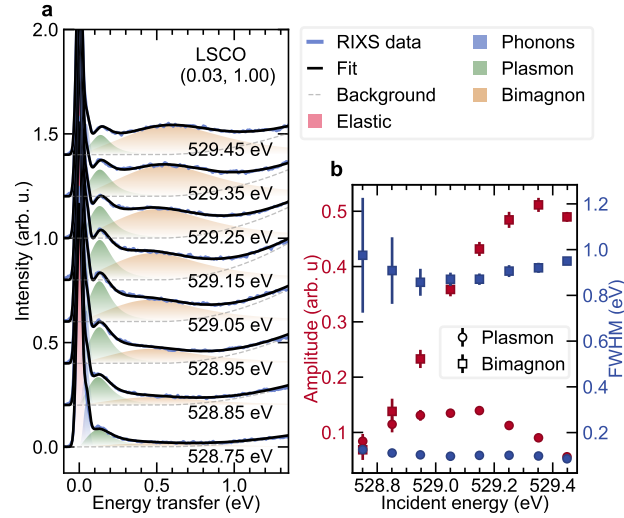 a
2.0
1.5
1.0
0.5
0.0
Intensity (arb. u.)
LSCO
(0.03, 1.00)
529.45 eV
529.35 eV
529.25 eV
529.15 eV
529.05 eV
528.95 eV
528.85 eV
528.75 eV
0.0 0.5 1.0
Energy transfer (eV)
RIXS data
Fit
Background
Elastic
Phonons
Plasmon
Bimagnon
b
0.5
0.4
0.3
0.2
0.1
Amplitude (arb. u)
Plasmon
Bimagnon
1.2
1.0
0.8
0.6
0.4
0.2
FWHM (eV)
528.8 529.0 529.2 529.4
Incident energy (eV)